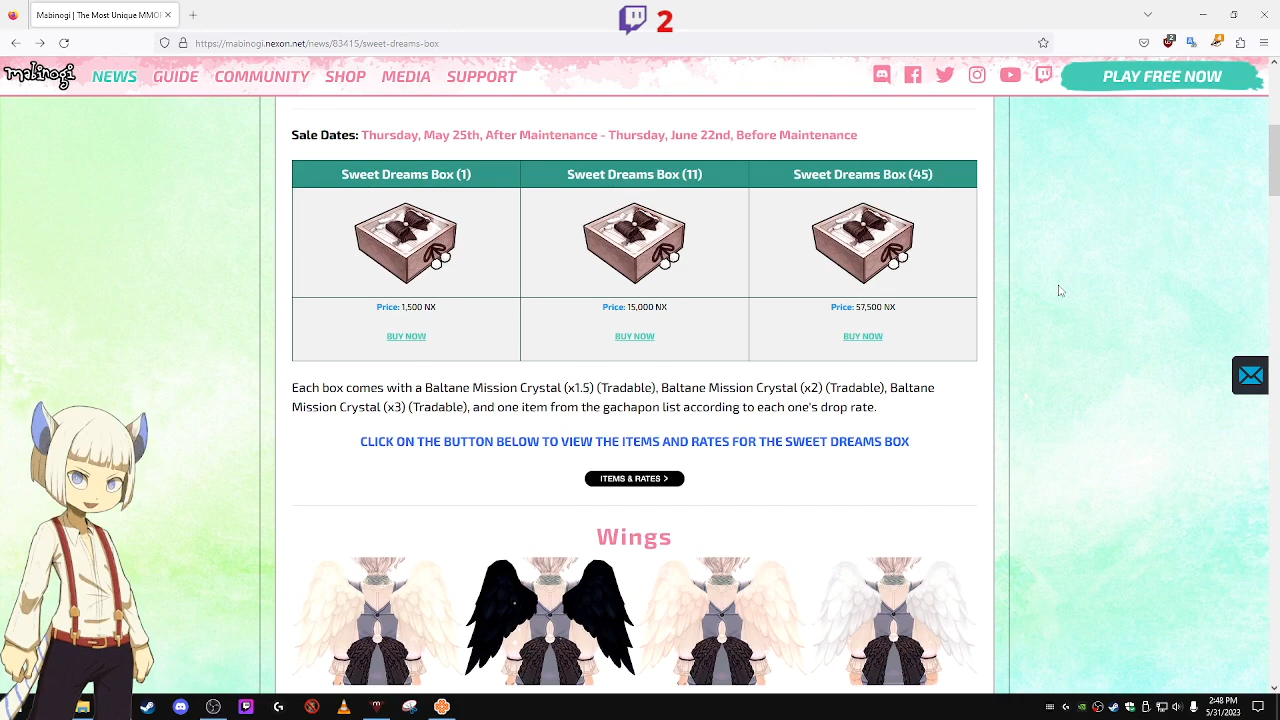 2
Mabinogi | The Most Unique MMOR
https://mabinogi.nexon.net/news/83415/sweet-dreams-box
mabinogi
NEWS GUIDE COMMUNITY SHOP MEDIA SUPPORT
PLAY FREE NOW
Sale Dates: Thursday, May 25th, After Maintenance - Thursday, June 22nd, Before Maintenance
Sweet Dreams Box (1) Sweet Dreams Box (11) Sweet Dreams Box (45)
Price: 1,500 NX Price: 15,000 NX Price: 57,500 NX
BUY NOW BUY NOW BUY NOW
Each box comes with a Baltane Mission Crystal (x1.5) (Tradable), Baltane Mission Crystal (x2) (Tradable), Baltane
Mission Crystal (x3) (Tradable), and one item from the gachapon list according to each one's drop rate.
CLICK ON THE BUTTON BELOW TO VIEW THE ITEMS AND RATES FOR THE SWEET DREAMS BOX
ITEMS & RATES >
Wings
2:48 PM
5/31/2023